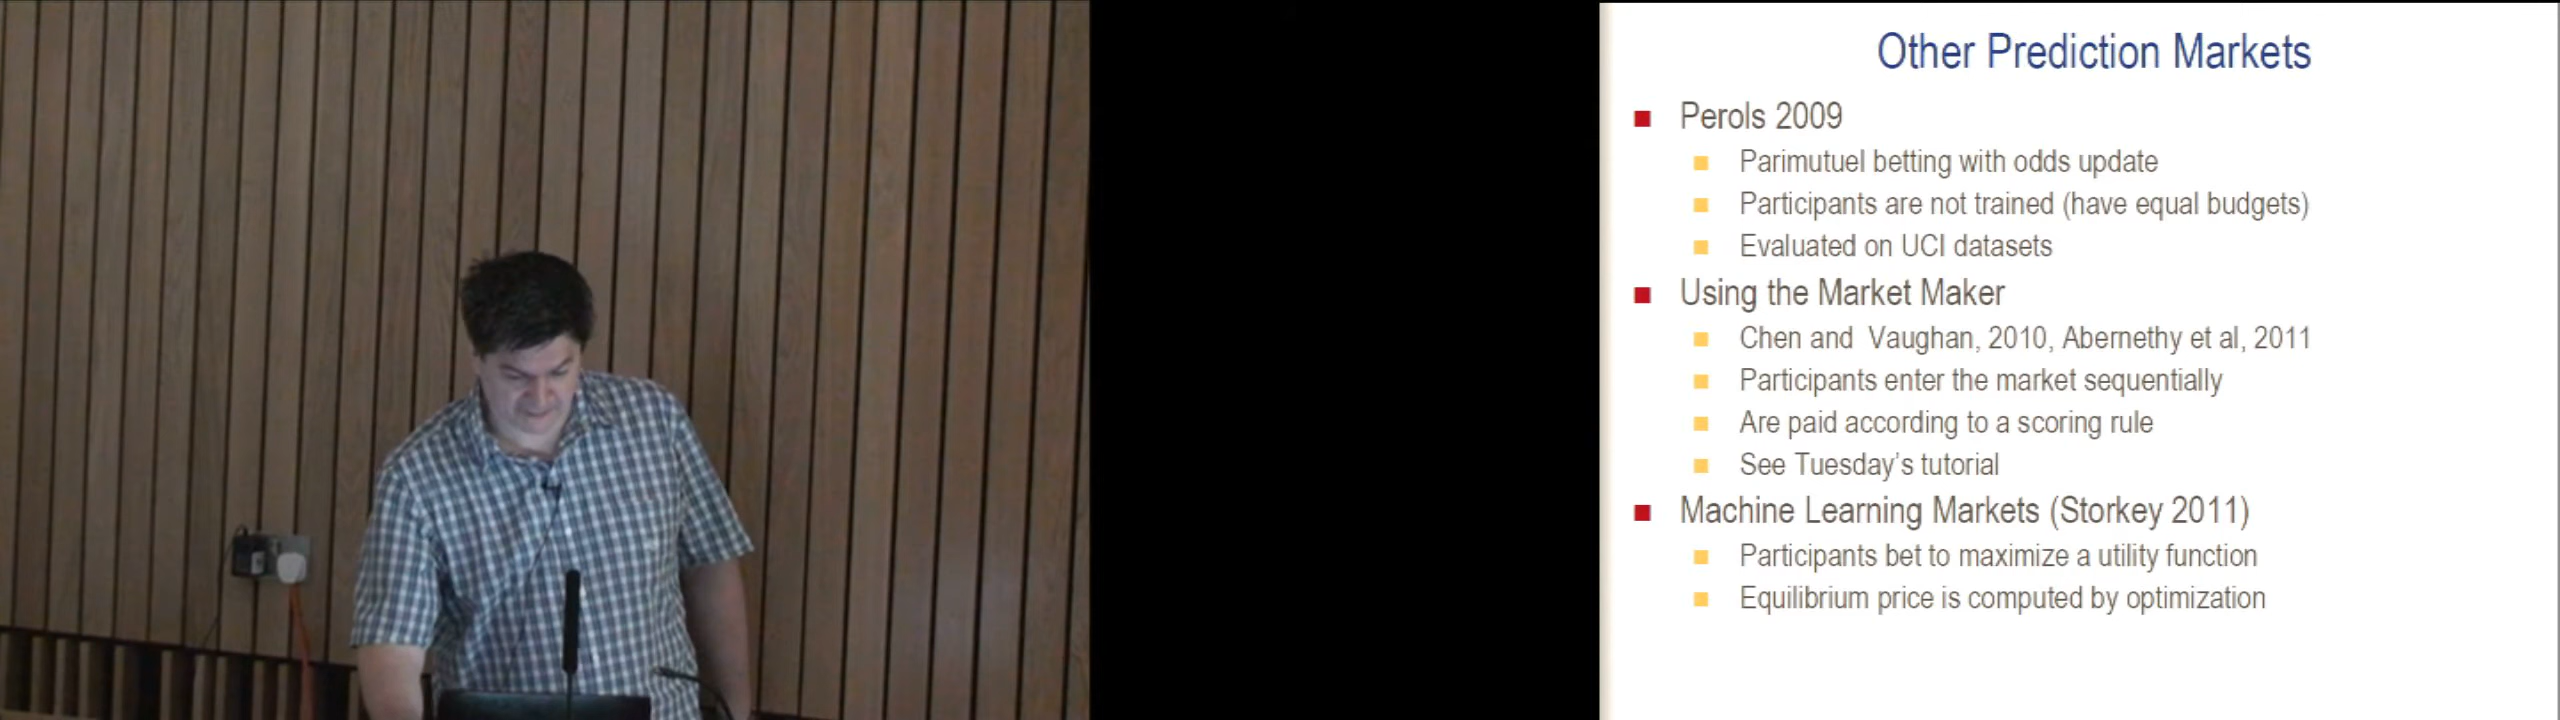 Other Prediction Markets
Perols 2009
Parimutuel betting with odds update
Participants are not trained (have equal budgets)
Evaluated on UCI datasets
Using the Market Maker
Chen and Vaughan, 2010, Abernethy et al, 2011
Participants enter the market sequentially
Are paid according to a scoring rule
See Tuesday's tutorial
Machine Learning Markets (Storkey 2011)
Participants bet to maximize a utility function
Equilibrium price is computed by optimization